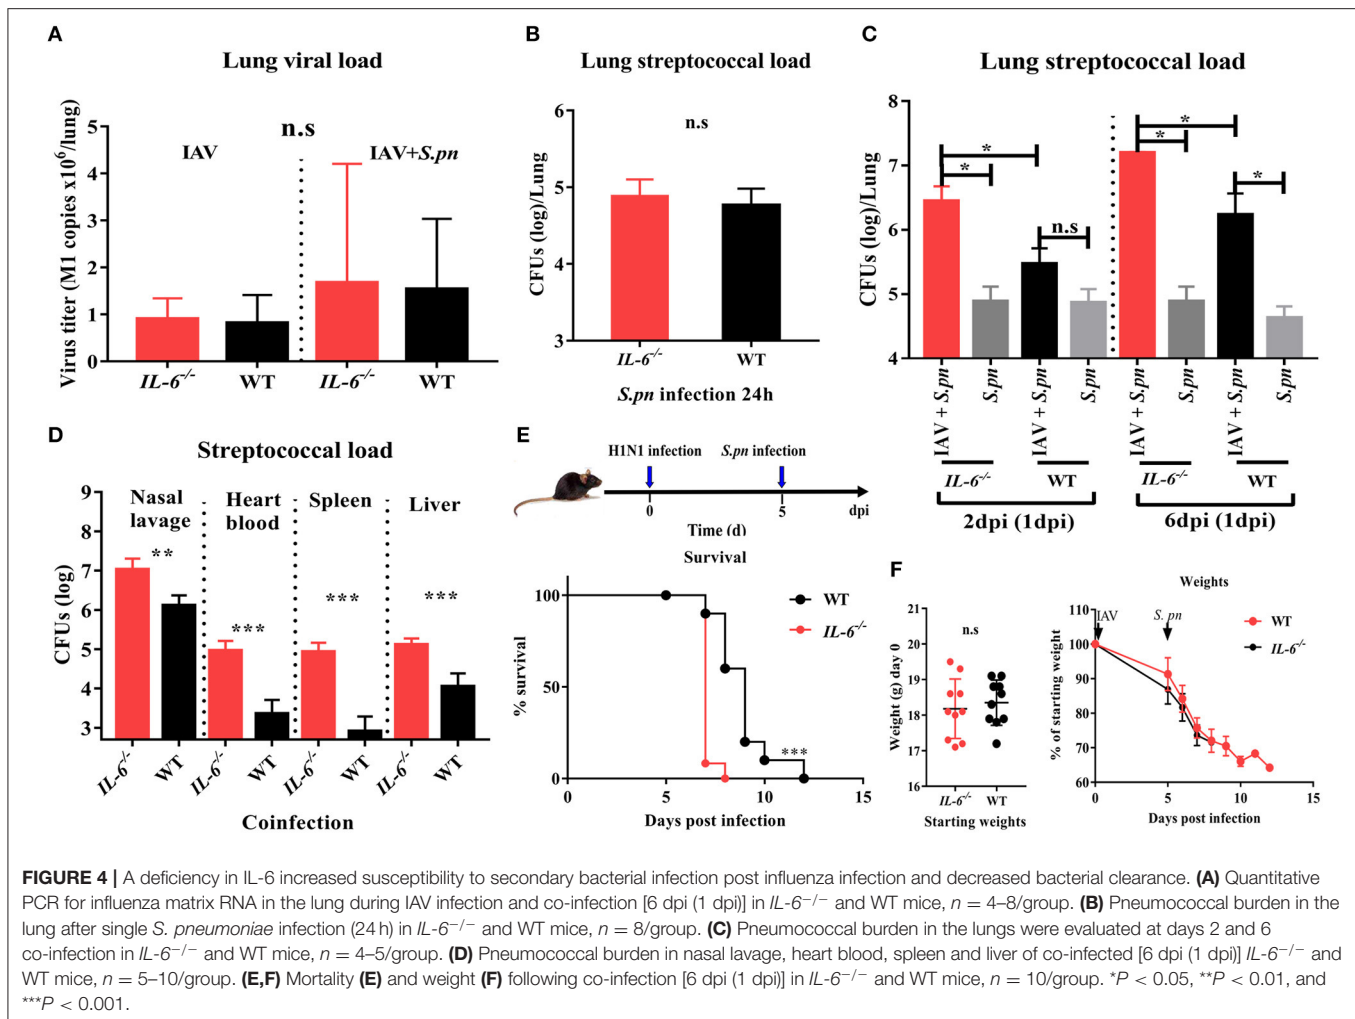 A
Lung viral load
n.s
IAV
IAV+S.pn
Virus titer (M1 copies x10⁶/lung)
5
4
3
2
1
0
IL-6⁻/⁻
WT
IL-6⁻/⁻
WT
B
Lung streptococcal load
n.s
CFUs (log)/Lung
6
5
4
3
IL-6⁻/⁻
WT
S.pn infection 24h
C
Lung streptococcal load
CFUs (log)/Lung
8
7
6
5
4
*
*
n.s
*
*
*
IAV + S.pn
S.pn
IAV + S.pn
S.pn
IAV + S.pn
S.pn
IAV + S.pn
S.pn
IL-6⁻/⁻
WT
IL-6⁻/⁻
WT
2dpi (1dpi)
6dpi (1dpi)
D
Streptococcal load
Nasal lavage
Heart blood
Spleen
Liver
**
***
***
***
CFUs (log)
9
8
7
6
5
4
3
IL-6⁻/⁻
WT
IL-6⁻/⁻
WT
IL-6⁻/⁻
WT
IL-6⁻/⁻
WT
Coinfection
E
H1N1 infection
S.pn infection
0
5
dpi
Time (d)
Survival
WT
IL-6⁻/⁻
% survival
100
50
0
***
0
5
10
15
Days post infection
F
n.s
Weight (g) day 0
21
20
19
18
17
16
IL-6⁻/⁻
WT
Starting weights
Weights
IAV
S. pn
WT
IL-6⁻/⁻
% of starting weight
110
100
90
80
70
60
0
5
10
15
Days post infection
FIGURE 4 | A deficiency in IL-6 increased susceptibility to secondary bacterial infection post influenza infection and decreased bacterial clearance. (A) Quantitative
PCR for influenza matrix RNA in the lung during IAV infection and co-infection [6 dpi (1 dpi)] in IL-6⁻/⁻ and WT mice, n = 4–8/group. (B) Pneumococcal burden in the
lung after single S. pneumoniae infection (24 h) in IL-6⁻/⁻ and WT mice, n = 8/group. (C) Pneumococcal burden in the lungs were evaluated at days 2 and 6
co-infection in IL-6⁻/⁻ and WT mice, n = 4–5/group. (D) Pneumococcal burden in nasal lavage, heart blood, spleen and liver of co-infected [6 dpi (1 dpi)] IL-6⁻/⁻ and
WT mice, n = 5–10/group. (E,F) Mortality (E) and weight (F) following co-infection [6 dpi (1 dpi)] in IL-6⁻/⁻ and WT mice, n = 10/group. *P < 0.05, **P < 0.01, and
***P < 0.001.